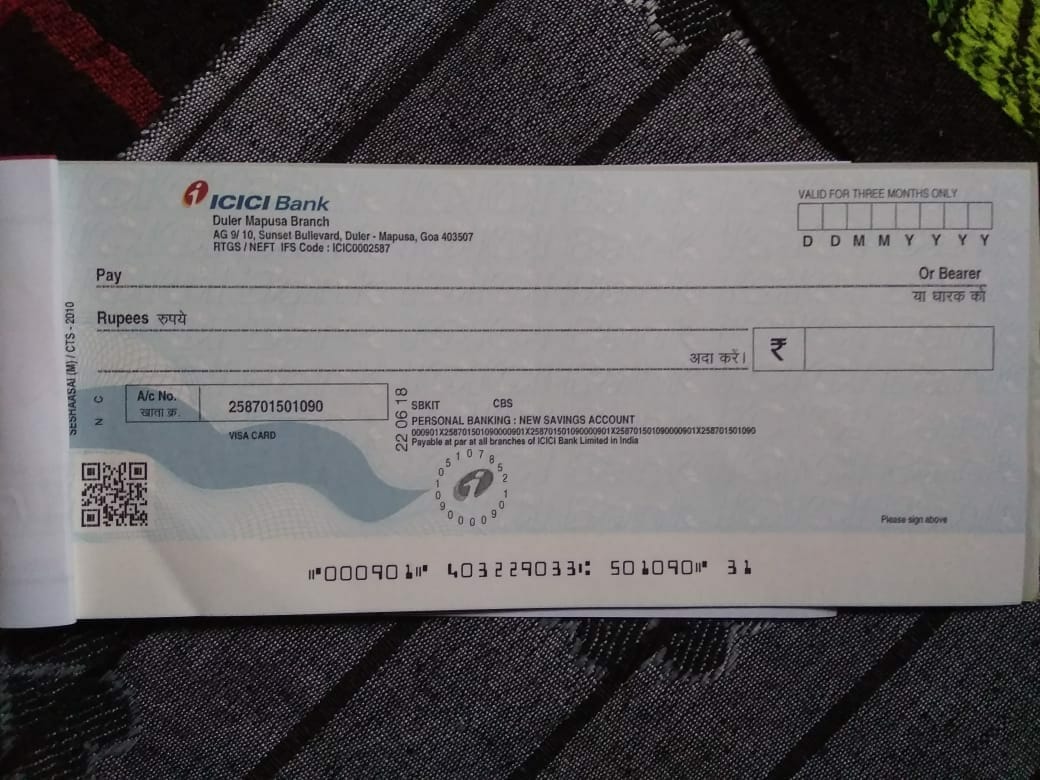 ICICI Bank
Duler Mapusa Branch
AG 9/ 10, Sunset Bullevard, Duler - Mapusa, Goa 403507
RTGS / NEFT IFS Code : ICIC0002587
VALID FOR THREE MONTHS ONLY
D D M M Y Y Y Y
Pay
Or Bearer
या धारक को
Rupees रुपये
अदा करें।
₹
SESHAASAI (M) / CTS - 2010
N C
A/c No.
खाता क्र.
258701501090
VISA CARD
22 06 18
SBKIT CBS
PERSONAL BANKING : NEW SAVINGS ACCOUNT
000901X258701501090000901X258701501090000901X258701501090
Payable at par at all branches of ICICI Bank Limited in India
Please sign above
⑈000901⑈ 403229033⑆ 501090⑈ 31